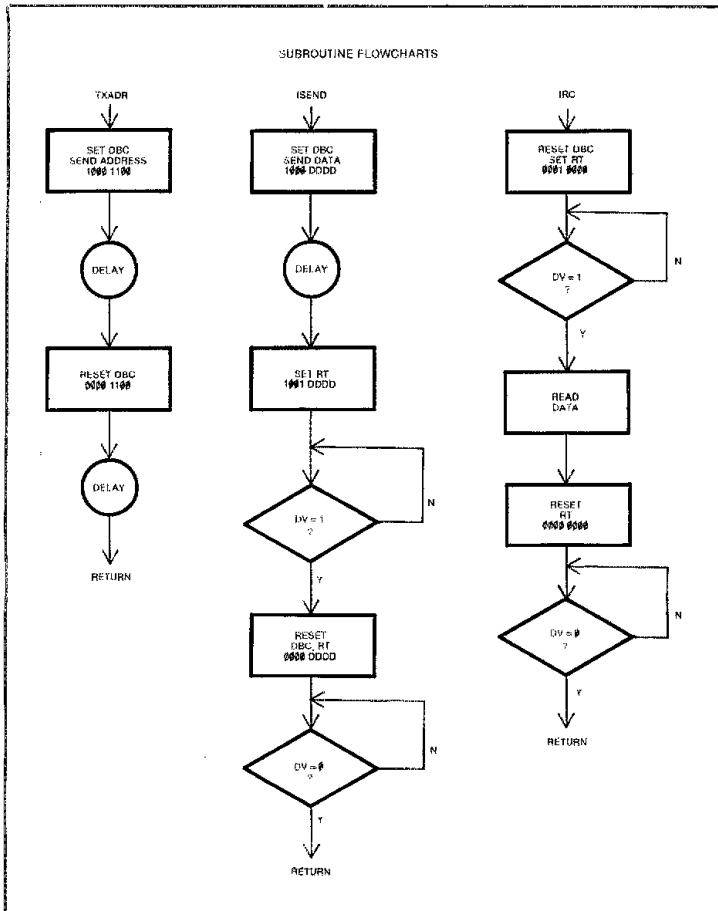 SUBROUTINE FLOWCHARTS
TXADR
SET DBC
SEND ADDRESS
1000 1100
DELAY
RESET DBC
0000 1100
DELAY
RETURN
ISEND
SET DBC
SEND DATA
1000 DDDD
DELAY
SET RT
1001 DDDD
DV = 1
?
N
Y
RESET
DBC, RT
0000 DDDD
DV = 0
?
N
Y
RETURN
IRC
RESET DBC
SET RT
0001 0000
DV = 1
?
N
Y
READ
DATA
RESET
RT
0000 0000
DV = 0
?
N
Y
RETURN